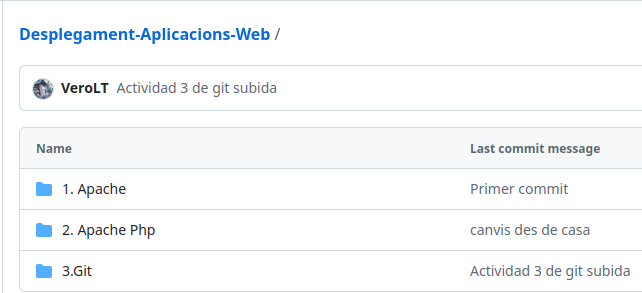 Desplegament-Aplicacions-Web /
VeroLT Actividad 3 de git subida
Name Last commit message
1. Apache Primer commit
2. Apache Php canvis des de casa
3.Git Actividad 3 de git subida